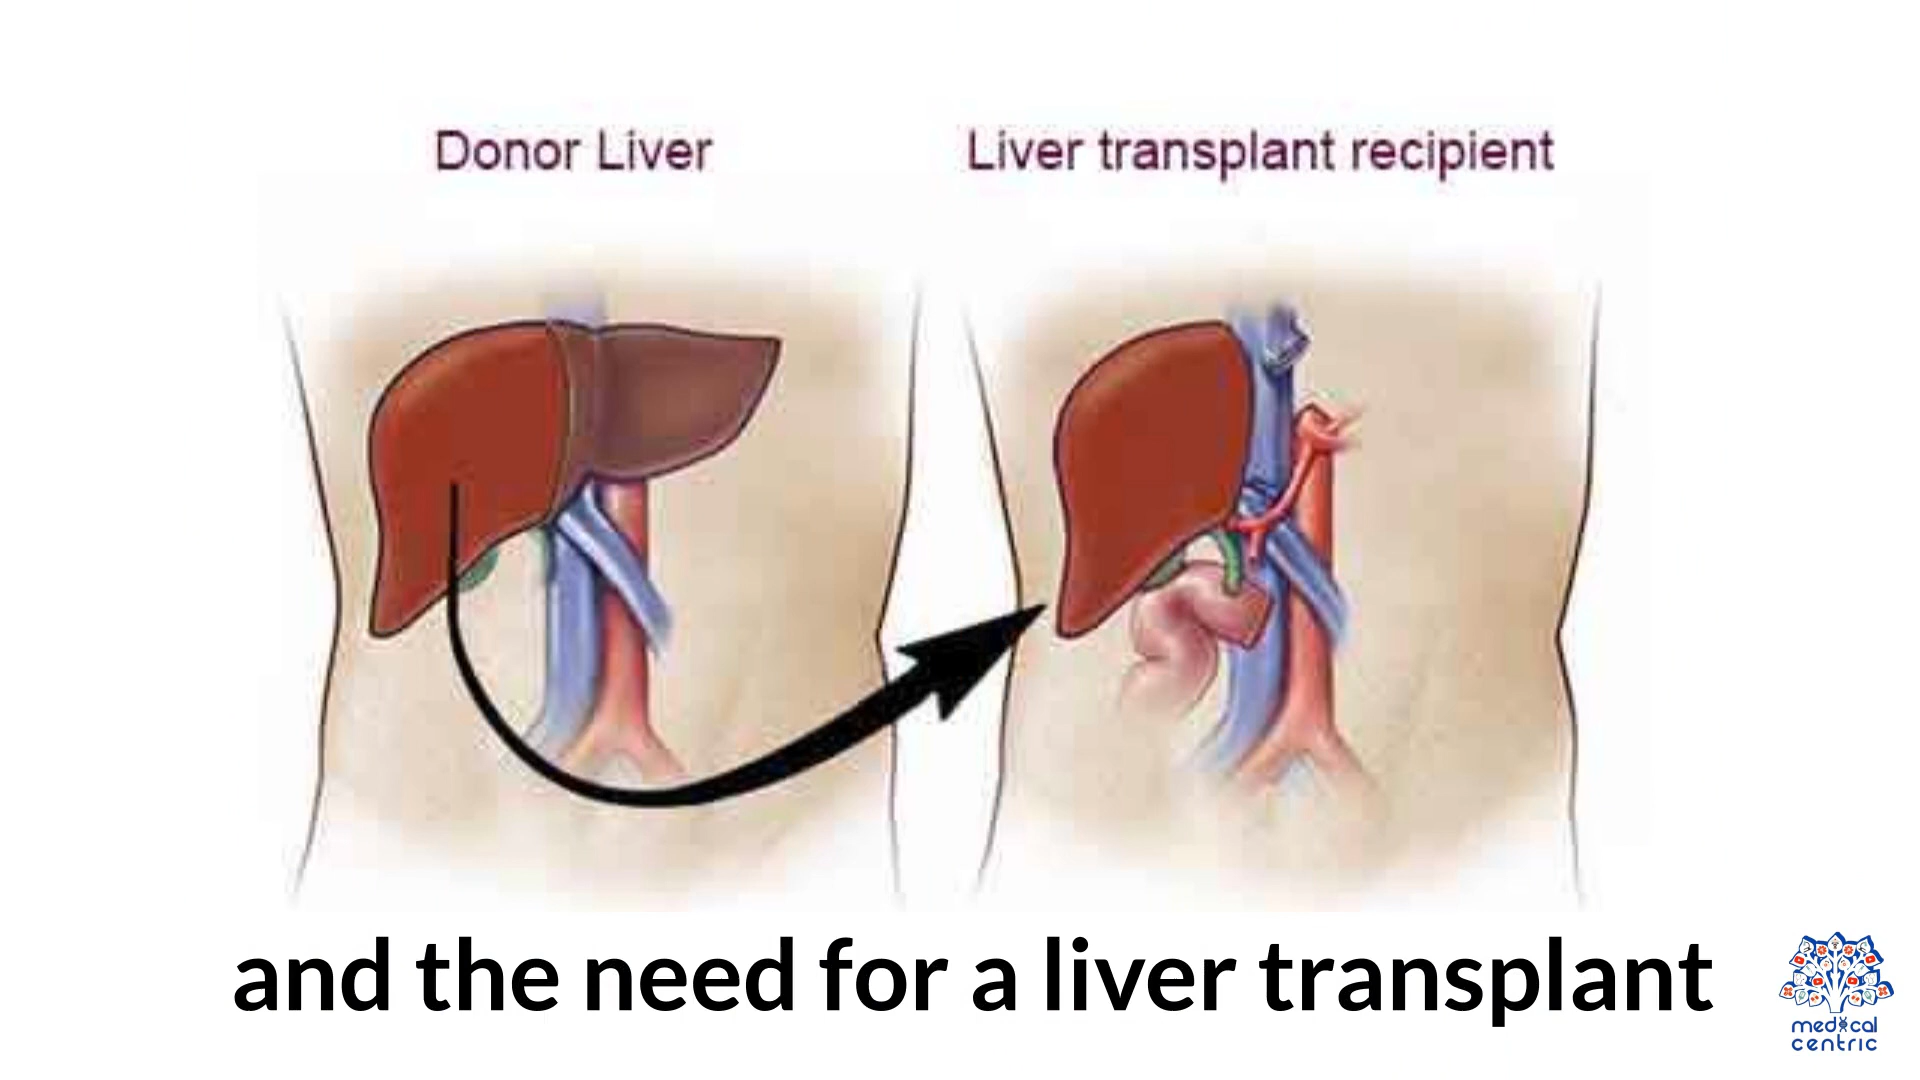 Donor Liver
Liver transplant recipient
and the need for a liver transplant
medical
centric